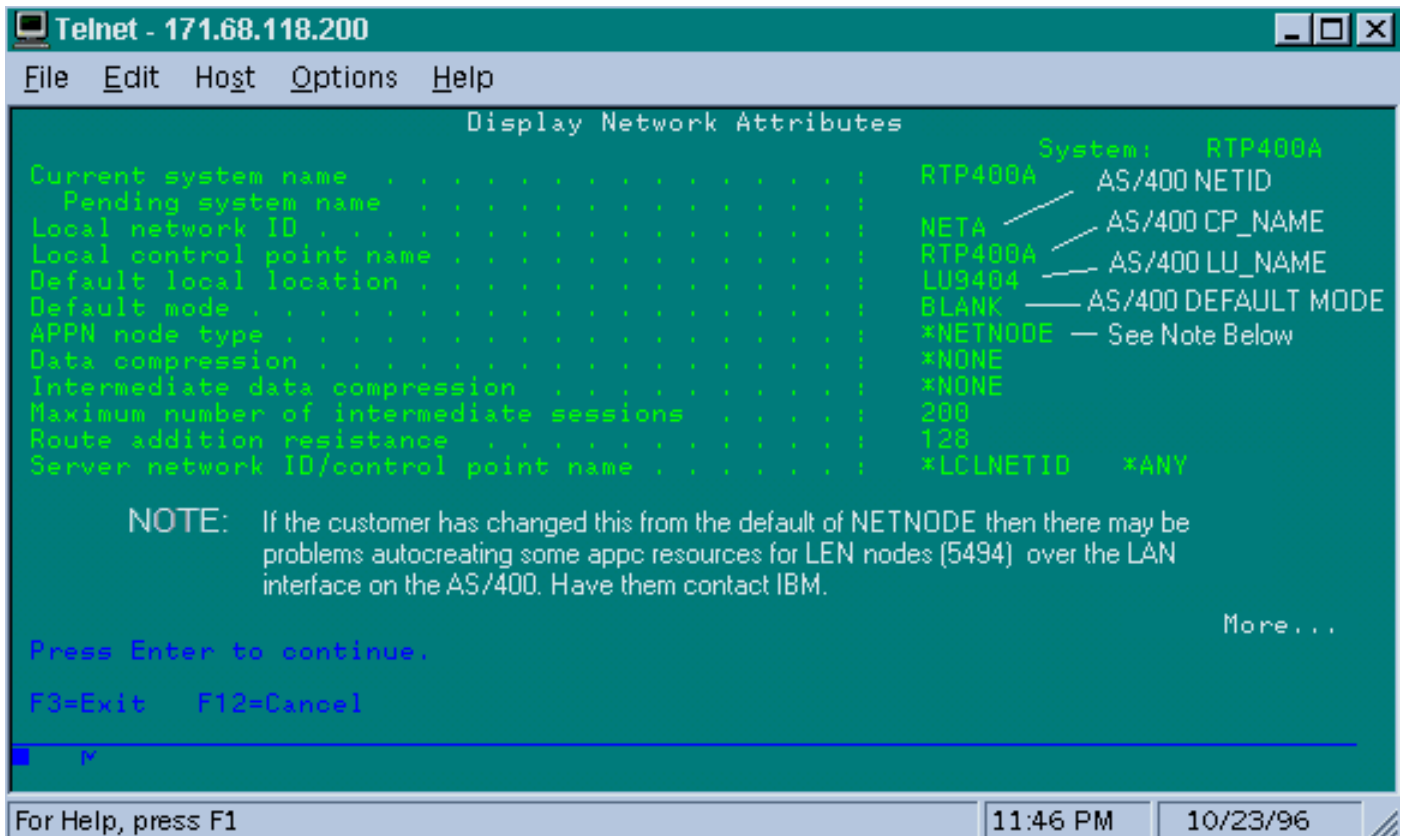 Telnet - 171.68.118.200
File Edit Host Options Help
Display Network Attributes
System: RTP400A
Current system name . . . . . . . . . . . . . . : RTP400A
Pending system name . . . . . . . . . . . . . :
AS/400 NETID
Local network ID . . . . . . . . . . . . . . . . : NETA
AS/400 CP_NAME
Local control point name . . . . . . . . . . . . : RTP400A
AS/400 LU_NAME
Default local location . . . . . . . . . . . . . : LU9404
Default mode . . . . . . . . . . . . . . . . . . : BLANK AS/400 DEFAULT MODE
APPN node type . . . . . . . . . . . . . . . . . : *NETNODE See Note Below
Data compression . . . . . . . . . . . . . . . . : *NONE
Intermediate data compression . . . . . . . . . : *NONE
Maximum number of intermediate sessions . . . . : 200
Route addition resistance . . . . . . . . . . . : 128
Server network ID/control point name . . . . . . : *LCLNETID *ANY
NOTE: If the customer has changed this from the default of NETNODE then there may be
problems autocreating some appc resources for LEN nodes (5494) over the LAN
interface on the AS/400. Have them contact IBM.
More...
Press Enter to continue.
F3=Exit F12=Cancel
For Help, press F1 11:46 PM 10/23/96